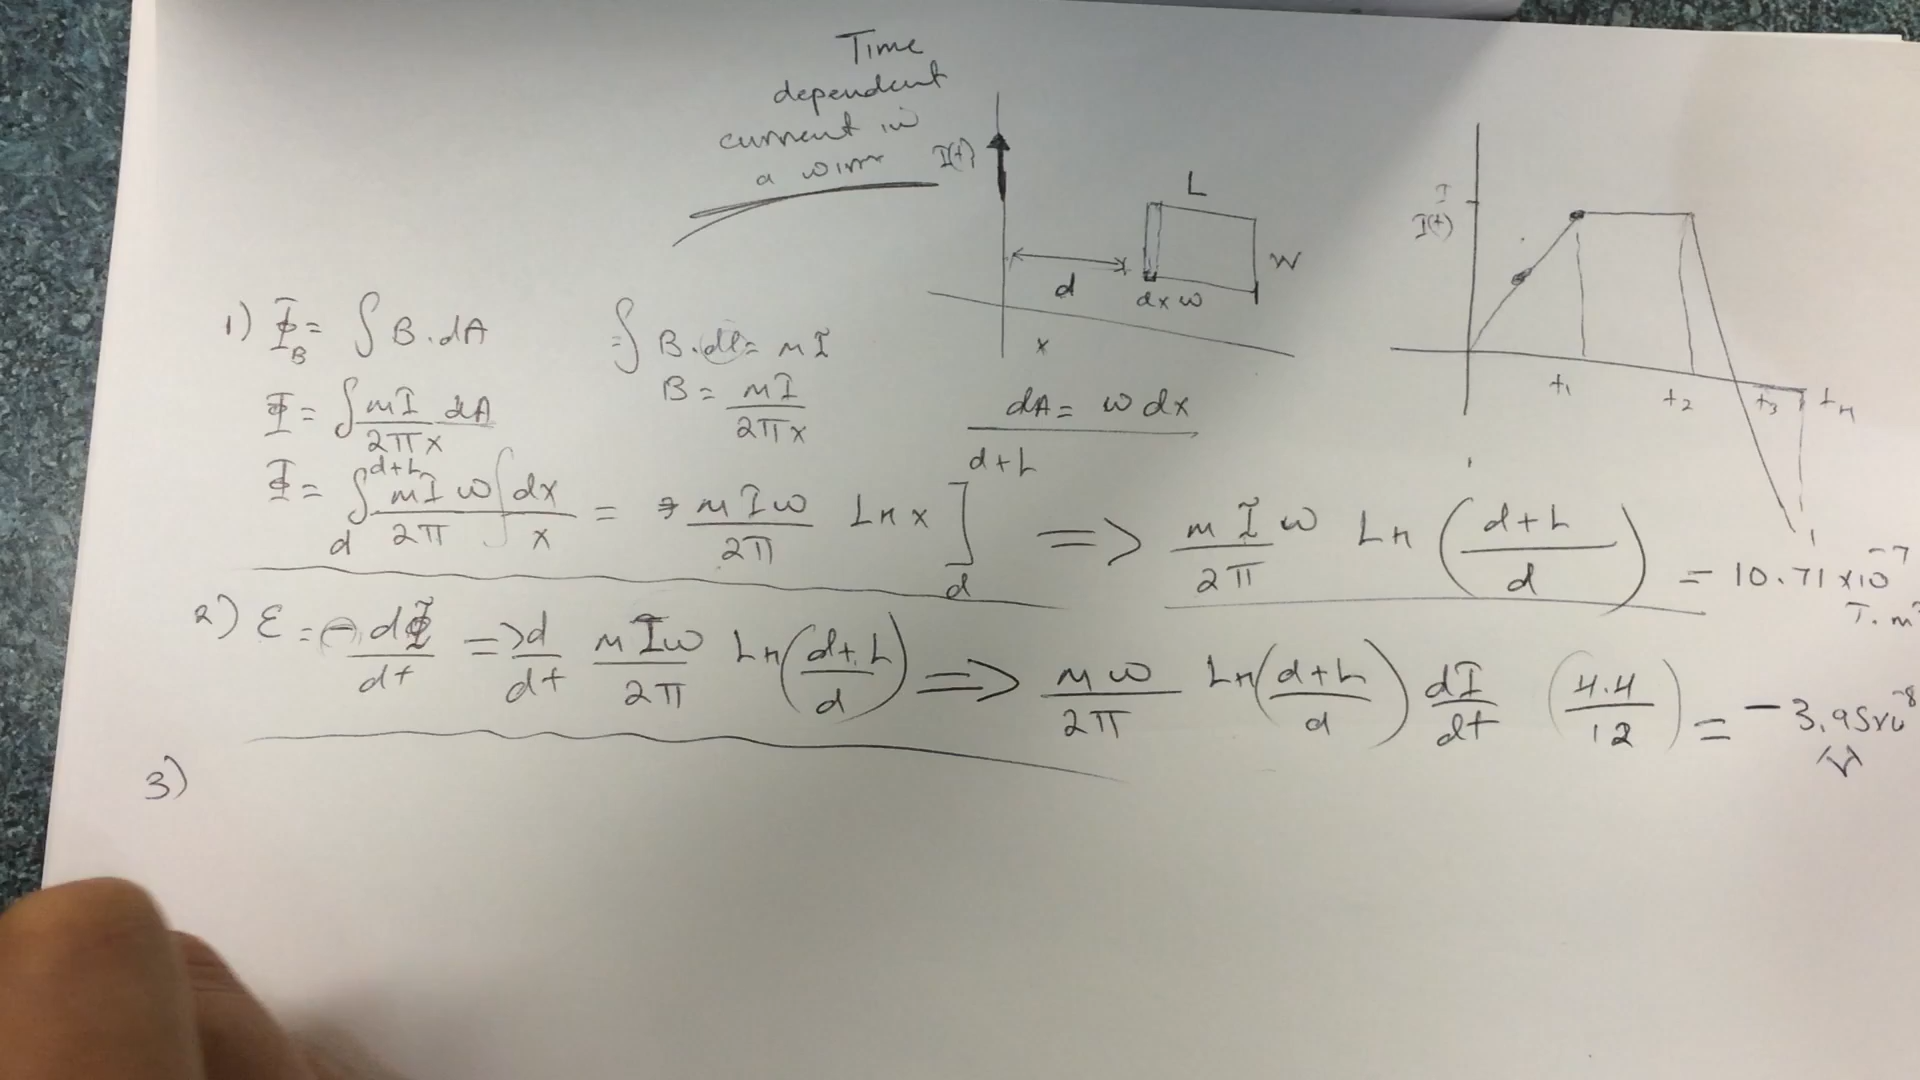 Time
dependent
current in
a wire
I(t)
L
W
d
dx w
x
I
I(t)
t₁
t₂
t₃
t₄
1) Φ_B = ∫ B . dA
= ∫ B . dl = μI
Φ = ∫ μI/2πx dA
B = μI/2πx
dA = w dx
Φ = ∫_d^{d+L} μIw/2π ∫ dx/x = μIw/2π Ln x ]_d^{d+L} => μIw/2π Ln ((d+L)/d) = 10.71 x10⁻⁷
T.m²
2) ε = - dΦ/dt => d/dt μIw/2π Ln((d+L)/d) => μw/2π Ln((d+L)/d) dI/dt (4.4/12) = -3.95x10⁻⁸
V
3)